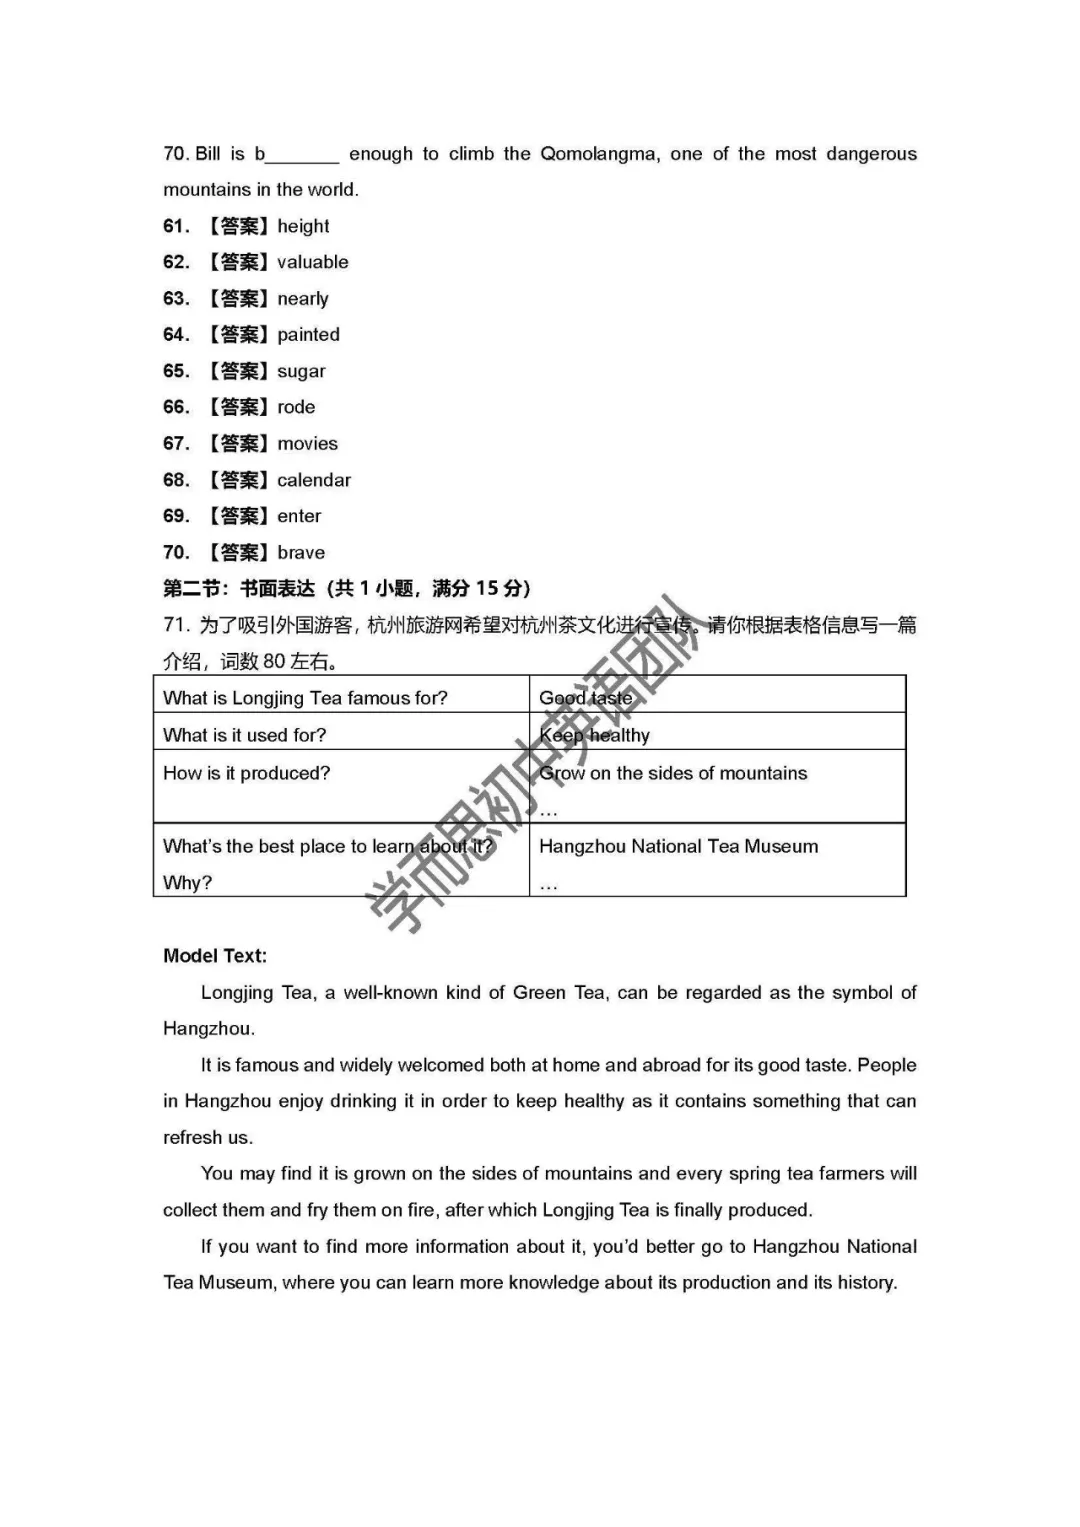 70. Bill is b_______ enough to climb the Qomolangma, one of the most dangerous
mountains in the world.
61. 【答案】height
62. 【答案】valuable
63. 【答案】nearly
64. 【答案】painted
65. 【答案】sugar
66. 【答案】rode
67. 【答案】movies
68. 【答案】calendar
69. 【答案】enter
70. 【答案】brave
第二节：书面表达（共 1 小题，满分 15 分）
71. 为了吸引外国游客，杭州旅游网希望对杭州茶文化进行宣传。请你根据表格信息写一篇
介绍，词数 80 左右。
What is Longjing Tea famous for? Good taste
What is it used for? Keep healthy
How is it produced? Grow on the sides of mountains
…
What's the best place to learn about it? Hangzhou National Tea Museum
Why? …
学而思初中英语团队
Model Text:
Longjing Tea, a well-known kind of Green Tea, can be regarded as the symbol of
Hangzhou.
It is famous and widely welcomed both at home and abroad for its good taste. People
in Hangzhou enjoy drinking it in order to keep healthy as it contains something that can
refresh us.
You may find it is grown on the sides of mountains and every spring tea farmers will
collect them and fry them on fire, after which Longjing Tea is finally produced.
If you want to find more information about it, you'd better go to Hangzhou National
Tea Museum, where you can learn more knowledge about its production and its history.